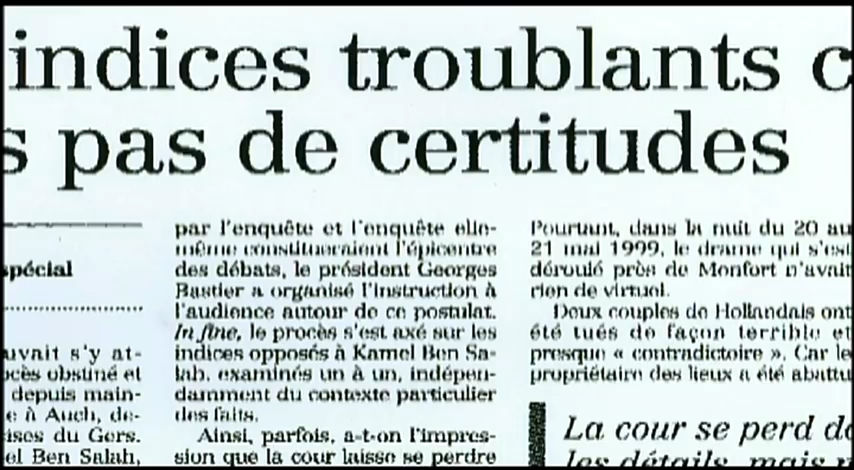 indices troublants
pas de certitudes
spécial
uvait s'y at-
ocès obstiné et
depuis main-
e à Auch, de-
ises du Gers.
el Ben Salah,
par l'enquête et l'enquête elle-
même constitueraient l'épicentre
des débats, le président Georges
Bastier a organisé l'instruction à
l'audience autour de ce postulat.
In fine, le procès s'est axé sur les
indices opposés à Kamel Ben Sa-
lah, examinés un à un, indépen-
damment du contexte particulier
des faits.
Ainsi, parfois, a-t-on l'impres-
sion que la cour laisse se perdre
Pourtant, dans la nuit du 20 au
21 mai 1999, le drame qui s'est
déroulé près de Monfort n'avait
rien de virtuel.
Deux couples de Hollandais ont
été tués de façon terrible et
presque « contradictoire ». Car le
propriétaire des lieux a été abattu
La cour se perd da
les détails, mais